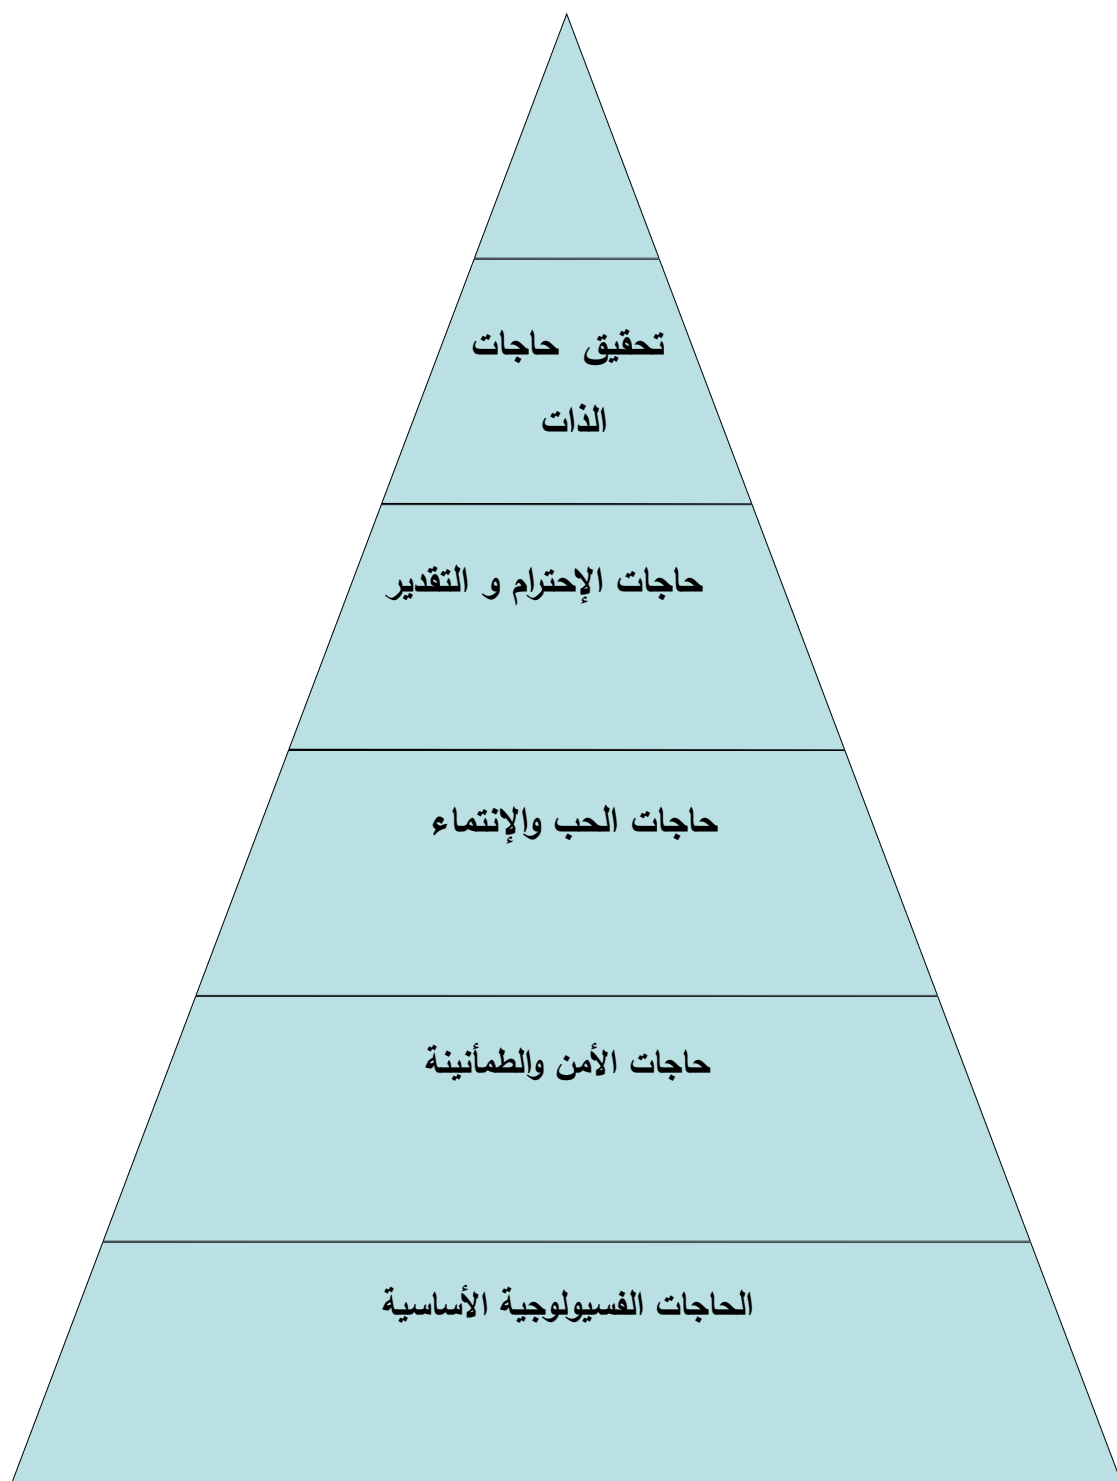 تحقيق حاجات
الذات
حاجات الإحترام و التقدير
حاجات الحب والإنتماء
حاجات الأمن والطمأنينة
الحاجات الفسيولوجية الأساسية